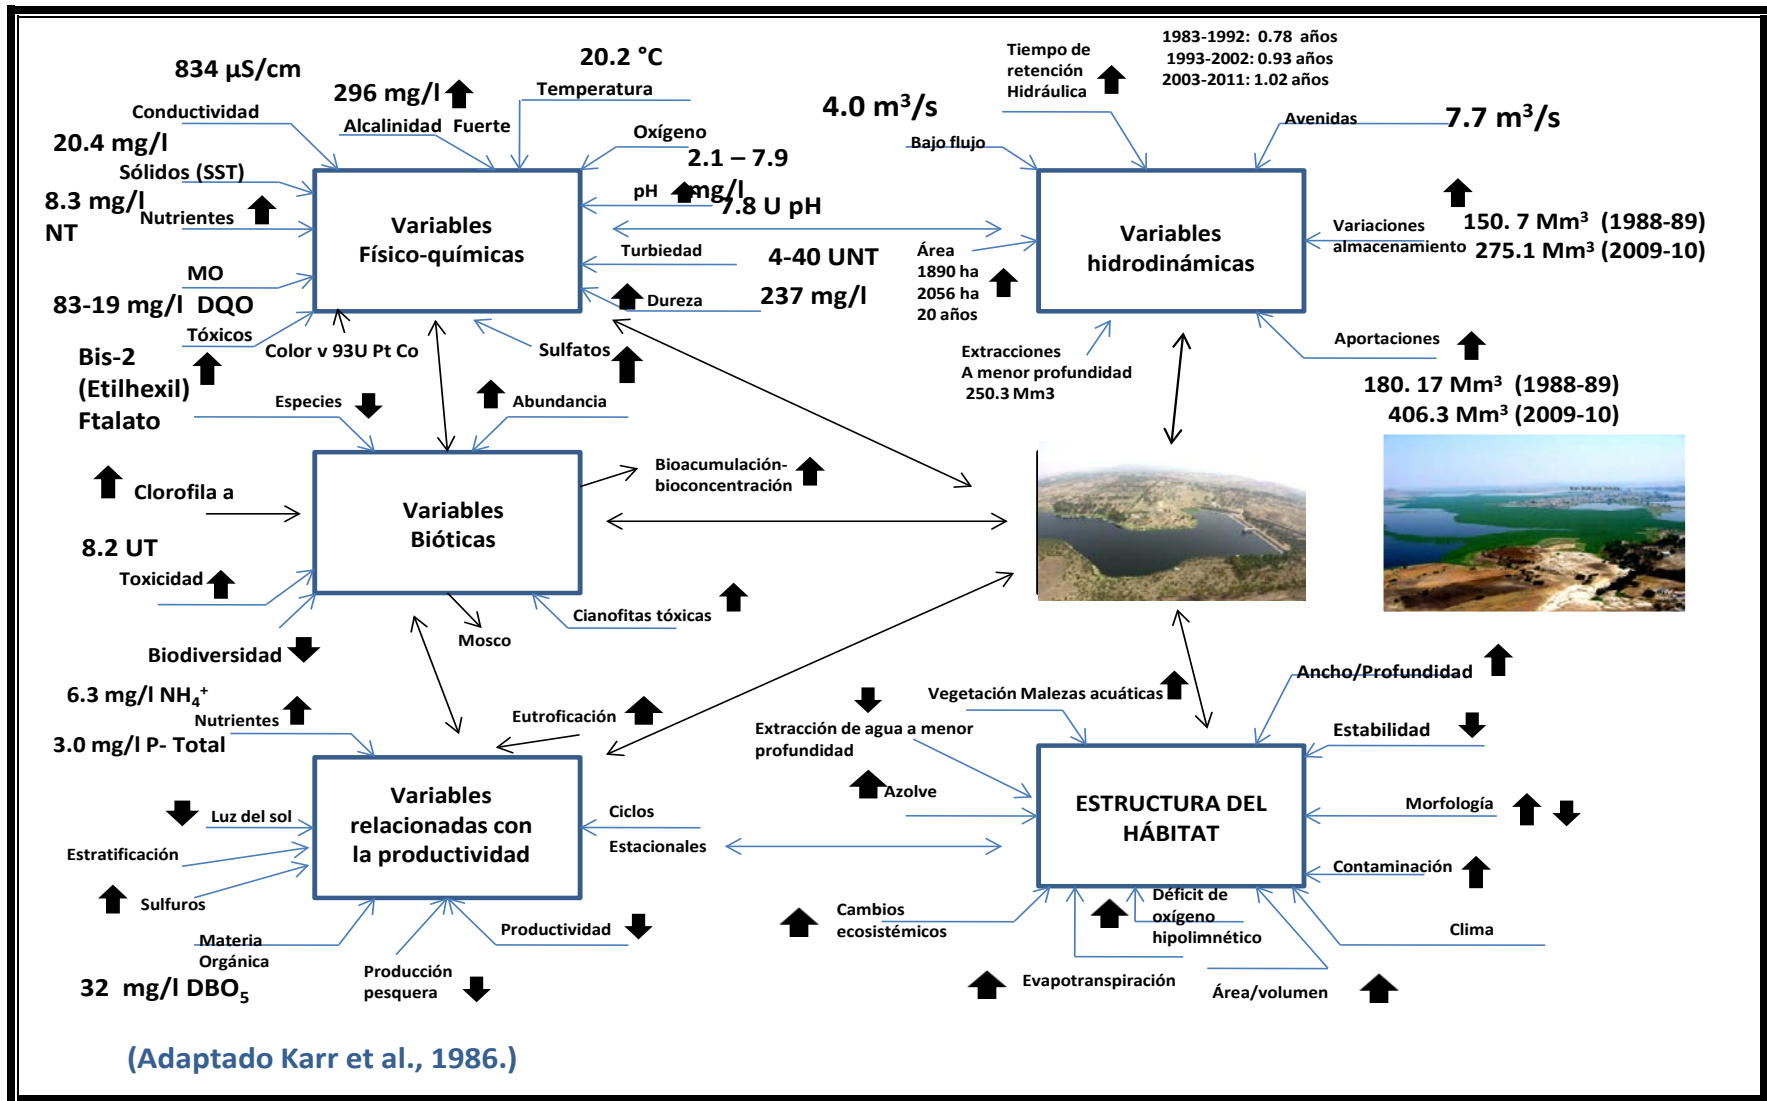 834 µS/cm
Conductividad
296 mg/l
Alcalinidad Fuerte
20.2 °C
Temperatura
Oxígeno
2.1 – 7.9
mg/l
20.4 mg/l
Sólidos (SST)
8.3 mg/l
NT
Nutrientes
pH
7.8 U pH
Variables
Físico-químicas
MO
83-19 mg/l DQO
Turbiedad
4-40 UNT
Dureza
237 mg/l
Tóxicos
Bis-2
(Etilhexil)
Ftalato
Color v 93U Pt Co
Sulfatos
Tiempo de
retención
Hidráulica
1983-1992: 0.78 años
1993-2002: 0.93 años
2003-2011: 1.02 años
4.0 m³/s
Bajo flujo
Avenidas
7.7 m³/s
Variables
hidrodinámicas
Variaciones
almacenamiento
150. 7 Mm³ (1988-89)
275.1 Mm³ (2009-10)
Área
1890 ha
2056 ha
20 años
Extracciones
A menor profundidad
250.3 Mm3
Aportaciones
180. 17 Mm³ (1988-89)
406.3 Mm³ (2009-10)
Especies
Abundancia
Clorofila a
Variables
Bióticas
Bioacumulación-
bioconcentración
8.2 UT
Toxicidad
Biodiversidad
Mosco
Cianofitas tóxicas
6.3 mg/l NH₄⁺
Nutrientes
3.0 mg/l P- Total
Eutroficación
Variables
relacionadas con
la productividad
Luz del sol
Estratificación
Sulfuros
Ciclos
Estacionales
Materia
Orgánica
32 mg/l DBO₅
Producción
pesquera
Productividad
Vegetación Malezas acuáticas
Extracción de agua a menor
profundidad
Azolve
Ancho/Profundidad
Estabilidad
ESTRUCTURA DEL
HÁBITAT
Morfología
Contaminación
Cambios
ecosistémicos
Déficit de
oxígeno
hipolimnético
Clima
Evapotranspiración
Área/volumen
(Adaptado Karr et al., 1986.)